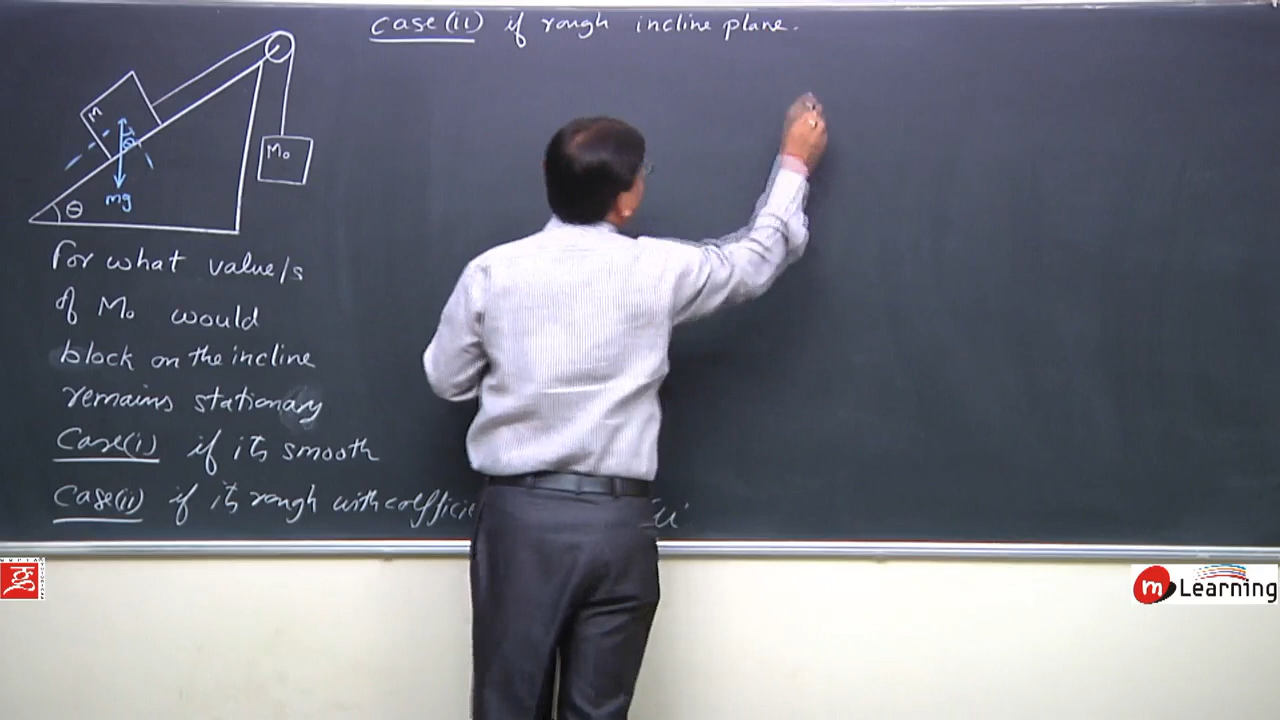 Case(ii) if rough incline plane.
M
M₀
mg
θ
For what value/s
of M₀ would
block on the incline
remains stationary
Case(i) if its smooth
Case(ii) if its rough with coefficie
m Learning